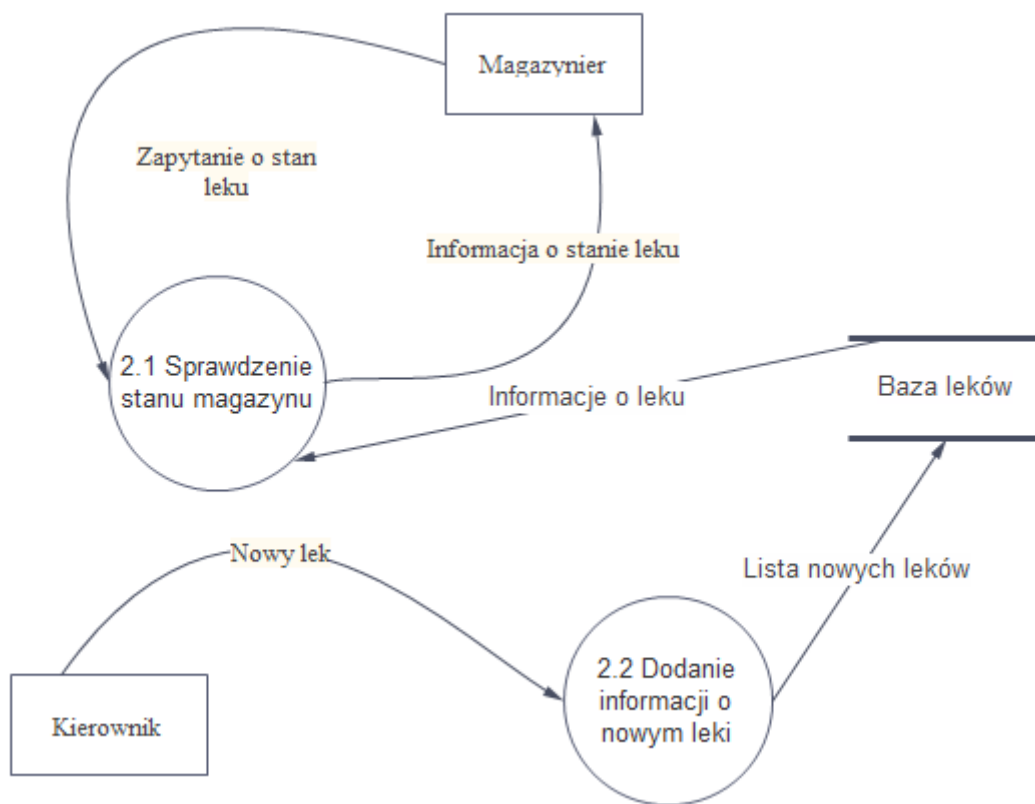 Magazynier
Zapytanie o stan
leku
Informacja o stanie leku
2.1 Sprawdzenie
stanu magazynu
Informacje o leku
Baza leków
Nowy lek
Lista nowych leków
2.2 Dodanie
informacji o
nowym leki
Kierownik